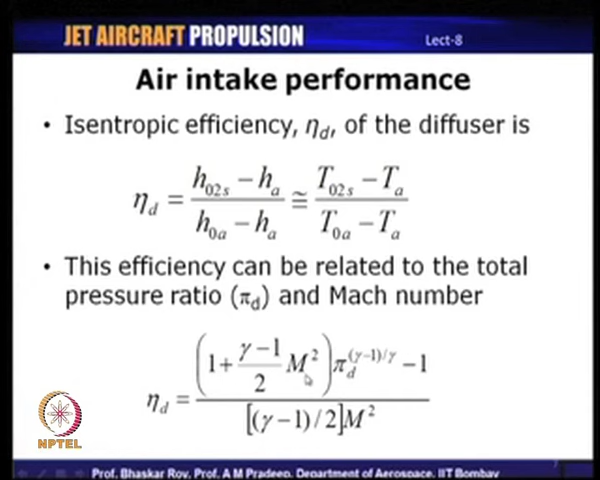 JET AIRCRAFT PROPULSION
Lect-8
Air intake performance
• Isentropic efficiency, η_d, of the diffuser is
η_d = (h_02s − h_a) / (h_0a − h_a) ≅ (T_02s − T_a) / (T_0a − T_a)
• This efficiency can be related to the total
pressure ratio (π_d) and Mach number
η_d = ((1 + (γ−1)/2 M²) π_d^((γ−1)/γ) − 1) / ([(γ−1)/2]M²)
NPTEL
Prof. Bhaskar Roy, Prof. A M Pradeep, Department of Aerospace, IIT Bombay
7